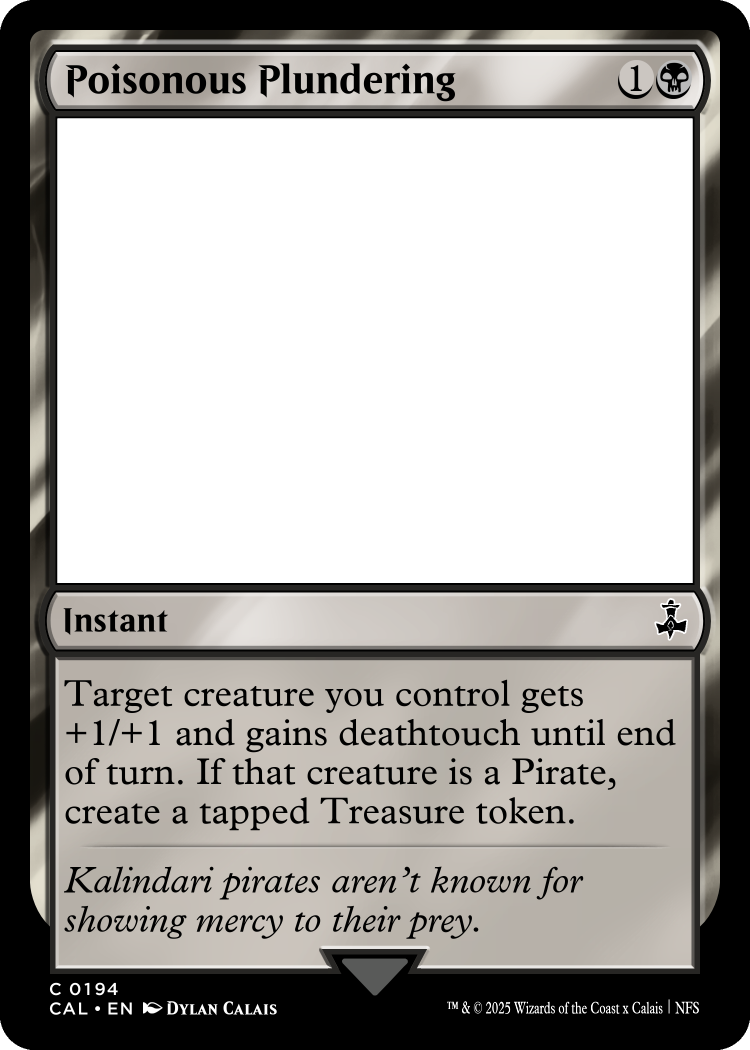 Poisonous Plundering 1
Instant
Target creature you control gets
+1/+1 and gains deathtouch until end
of turn. If that creature is a Pirate,
create a tapped Treasure token.
Kalindari pirates aren't known for
showing mercy to their prey.
C 0194
CAL • EN DYLAN CALAIS
™ & © 2025 Wizards of the Coast x Calais | NFS